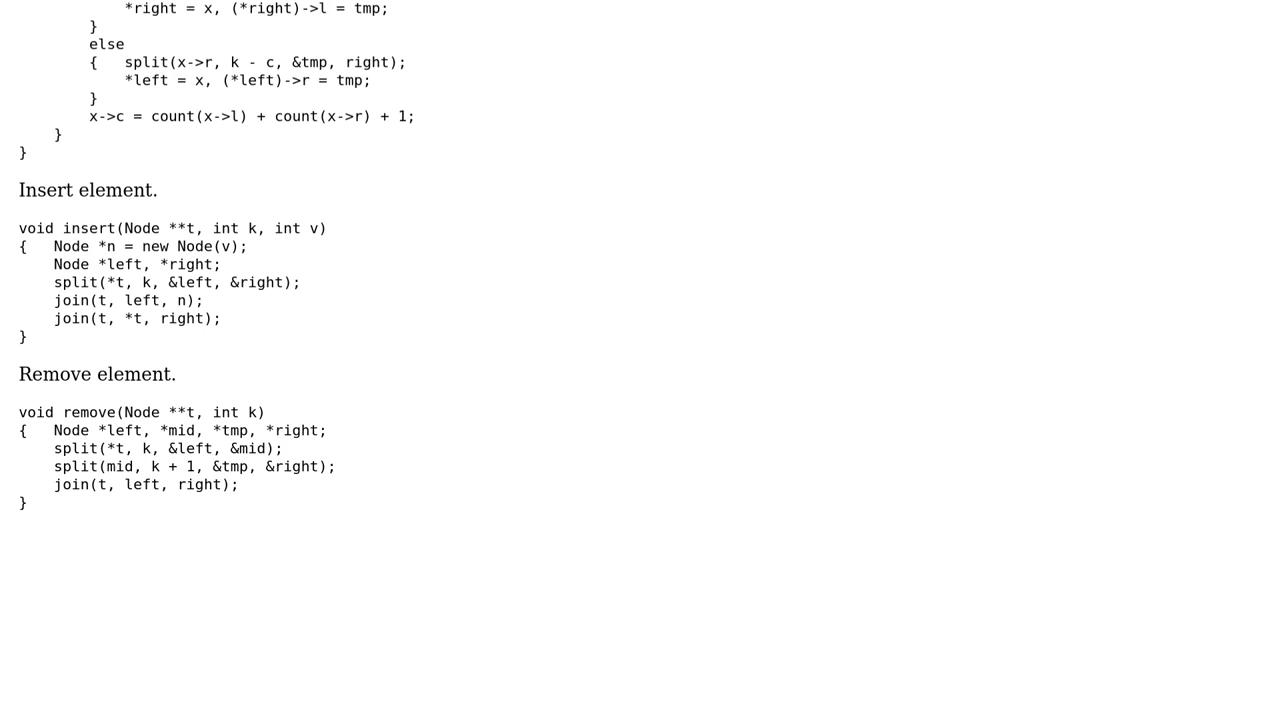 *right = x, (*right)->l = tmp;
        }
        else
        {   split(x->r, k - c, &tmp, right);
            *left = x, (*left)->r = tmp;
        }
        x->c = count(x->l) + count(x->r) + 1;
    }
}
Insert element.
void insert(Node **t, int k, int v)
{   Node *n = new Node(v);
    Node *left, *right;
    split(*t, k, &left, &right);
    join(t, left, n);
    join(t, *t, right);
}
Remove element.
void remove(Node **t, int k)
{   Node *left, *mid, *tmp, *right;
    split(*t, k, &left, &mid);
    split(mid, k + 1, &tmp, &right);
    join(t, left, right);
}